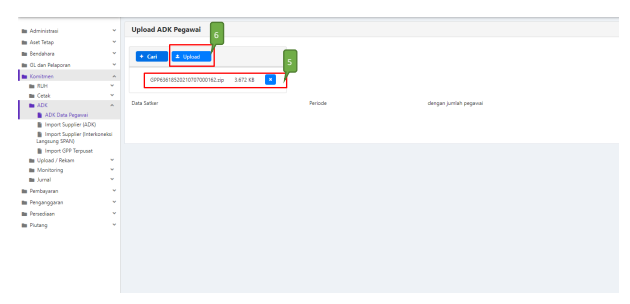 Administrasi
Aset Tetap
Bendahara
GL dan Pelaporan
Komitmen
RUH
Cetak
ADK
ADK Data Pegawai
Import Supplier (ADK)
Import Supplier (Interkoneksi
Langsung SPAN)
Import GPP Terpusat
Upload / Rekam
Monitoring
Jurnal
Pembayaran
Penganggaran
Persediaan
Piutang
Upload ADK Pegawai
6
+ Cari
Upload
5
GPP63618520210707000162.zip 3.672 KB ×
Data Satker Periode dengan jumlah pegawai